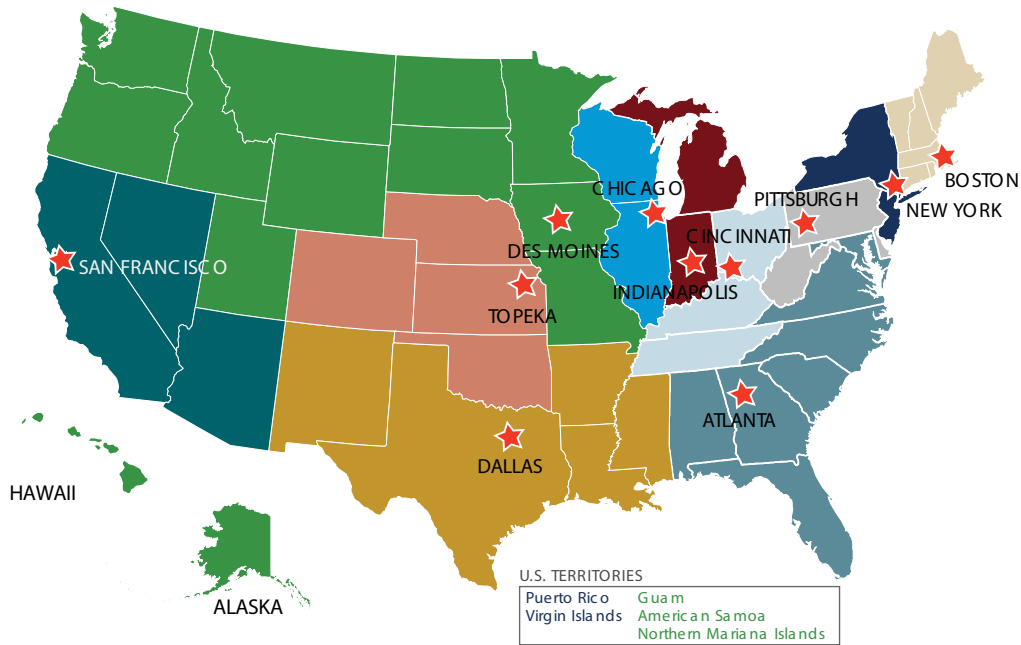 CHICAGO
BOSTON
PITTSBURGH
NEW YORK
CINCINNATI
DES MOINES
SAN FRANCISCO
INDIANAPOLIS
TOPEKA
ATLANTA
DALLAS
HAWAII
ALASKA
U.S. TERRITORIES
Puerto Rico Guam
Virgin Islands American Samoa
Northern Mariana Islands